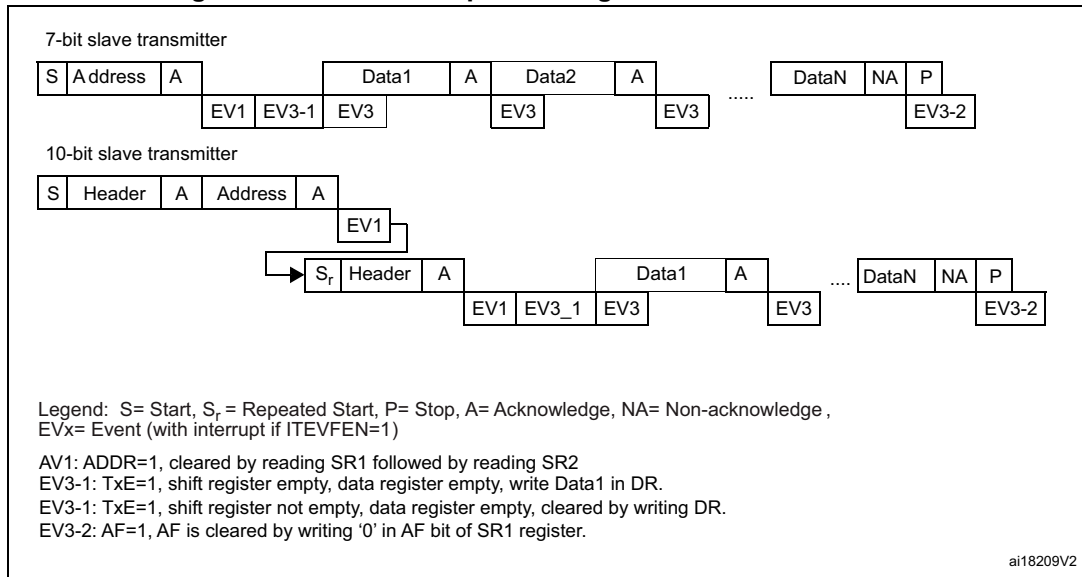 7-bit slave transmitter
S Address A Data1 A Data2 A ..... DataN NA P
EV1 EV3-1 EV3 EV3 EV3 EV3-2
10-bit slave transmitter
S Header A Address A
EV1
Sr Header A Data1 A .... DataN NA P
EV1 EV3_1 EV3 EV3 EV3-2
Legend: S= Start, Sr = Repeated Start, P= Stop, A= Acknowledge, NA= Non-acknowledge ,
EVx= Event (with interrupt if ITEVFEN=1)
AV1: ADDR=1, cleared by reading SR1 followed by reading SR2
EV3-1: TxE=1, shift register empty, data register empty, write Data1 in DR.
EV3-1: TxE=1, shift register not empty, data register empty, cleared by writing DR.
EV3-2: AF=1, AF is cleared by writing ‘0’ in AF bit of SR1 register.
ai18209V2